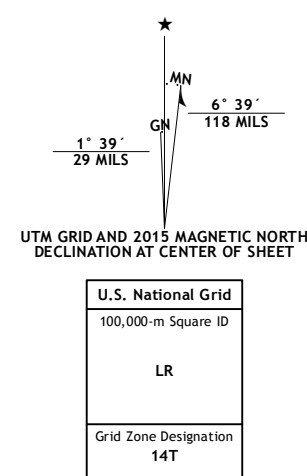 MN
GN
6° 39´
118 MILS
1° 39´
29 MILS
UTM GRID AND 2015 MAGNETIC NORTH
DECLINATION AT CENTER OF SHEET
U.S. National Grid
100,000-m Square ID
LR
Grid Zone Designation
14T